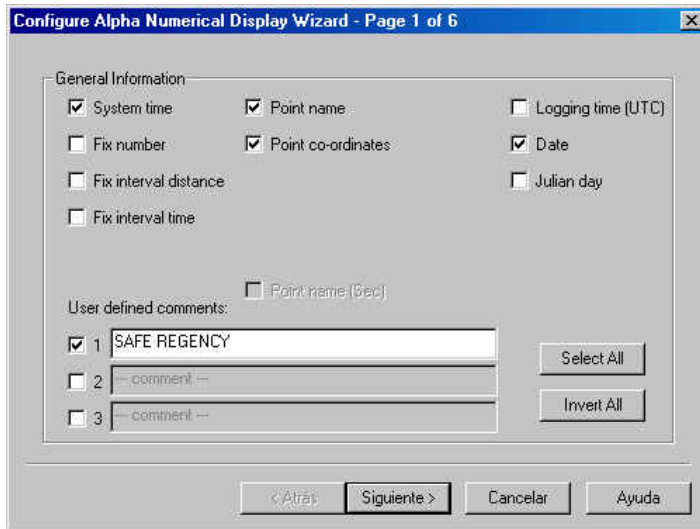 Configure Alpha Numerical Display Wizard - Page 1 of 6
General Information
System time
Point name
Logging time (UTC)
Fix number
Point co-ordinates
Date
Fix interval distance
Julian day
Fix interval time
Point name (Sec)
User defined comments:
1 SAFE REGENCY
2 --- comment ---
3 --- comment ---
Select All
Invert All
< Atrás
Siguiente >
Cancelar
Ayuda